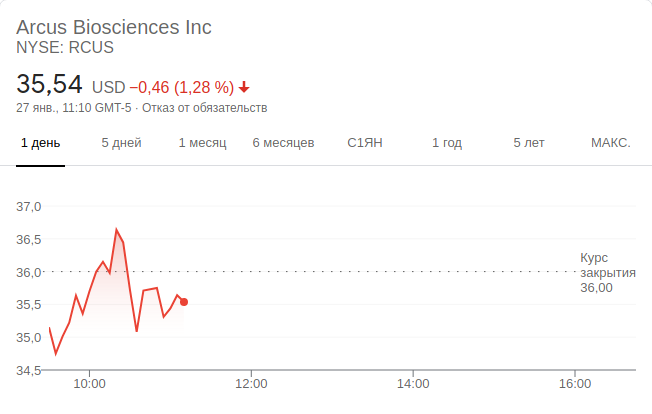 Arcus Biosciences Inc
NYSE: RCUS
35,54 USD −0,46 (1,28 %)
27 янв., 11:10 GMT-5 · Отказ от обязательств
1 день 5 дней 1 месяц 6 месяцев С1ЯН 1 год 5 лет МАКС.
37,0
36,5
Курс
36,0 закрытия
36,00
35,5
35,0
34,5
10:00 12:00 14:00 16:00